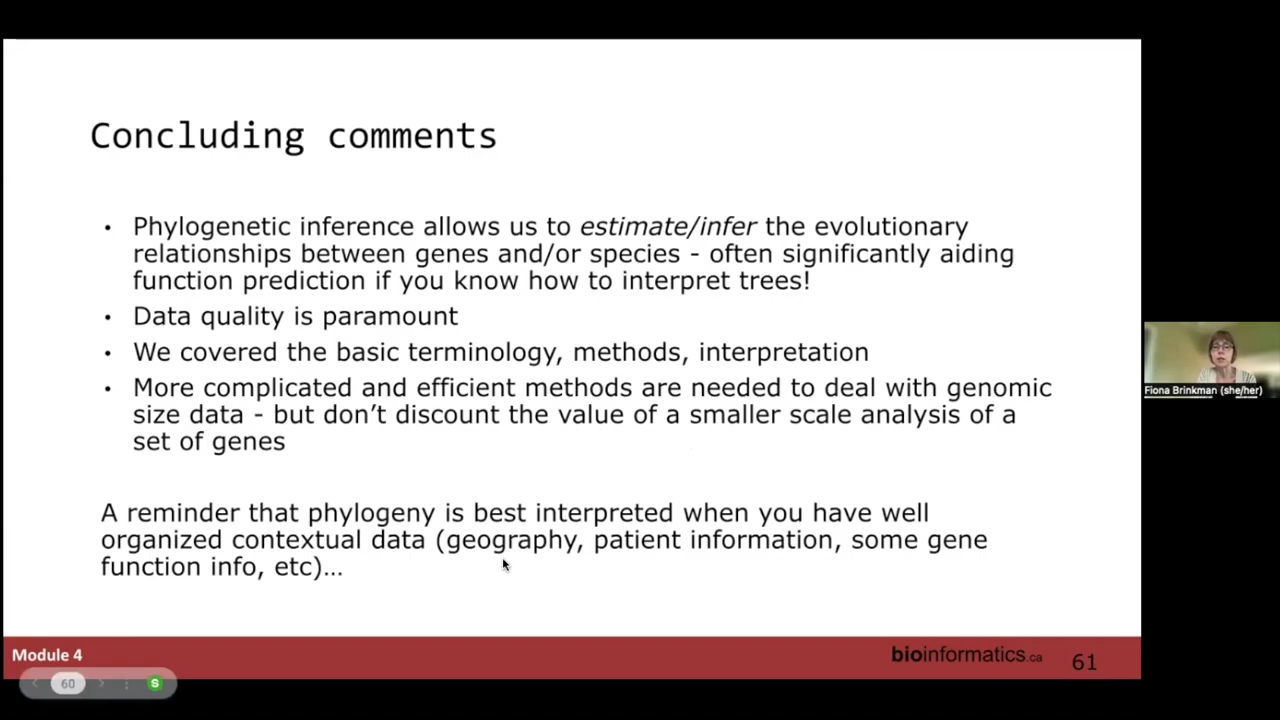 Concluding comments
• Phylogenetic inference allows us to estimate/infer the evolutionary
relationships between genes and/or species - often significantly aiding
function prediction if you know how to interpret trees!
• Data quality is paramount
• We covered the basic terminology, methods, interpretation
• More complicated and efficient methods are needed to deal with genomic
size data - but don’t discount the value of a smaller scale analysis of a
set of genes
A reminder that phylogeny is best interpreted when you have well
organized contextual data (geography, patient information, some gene
function info, etc)…
Fiona Brinkman (she/her)
Module 4
bioinformatics.ca
61
60
S